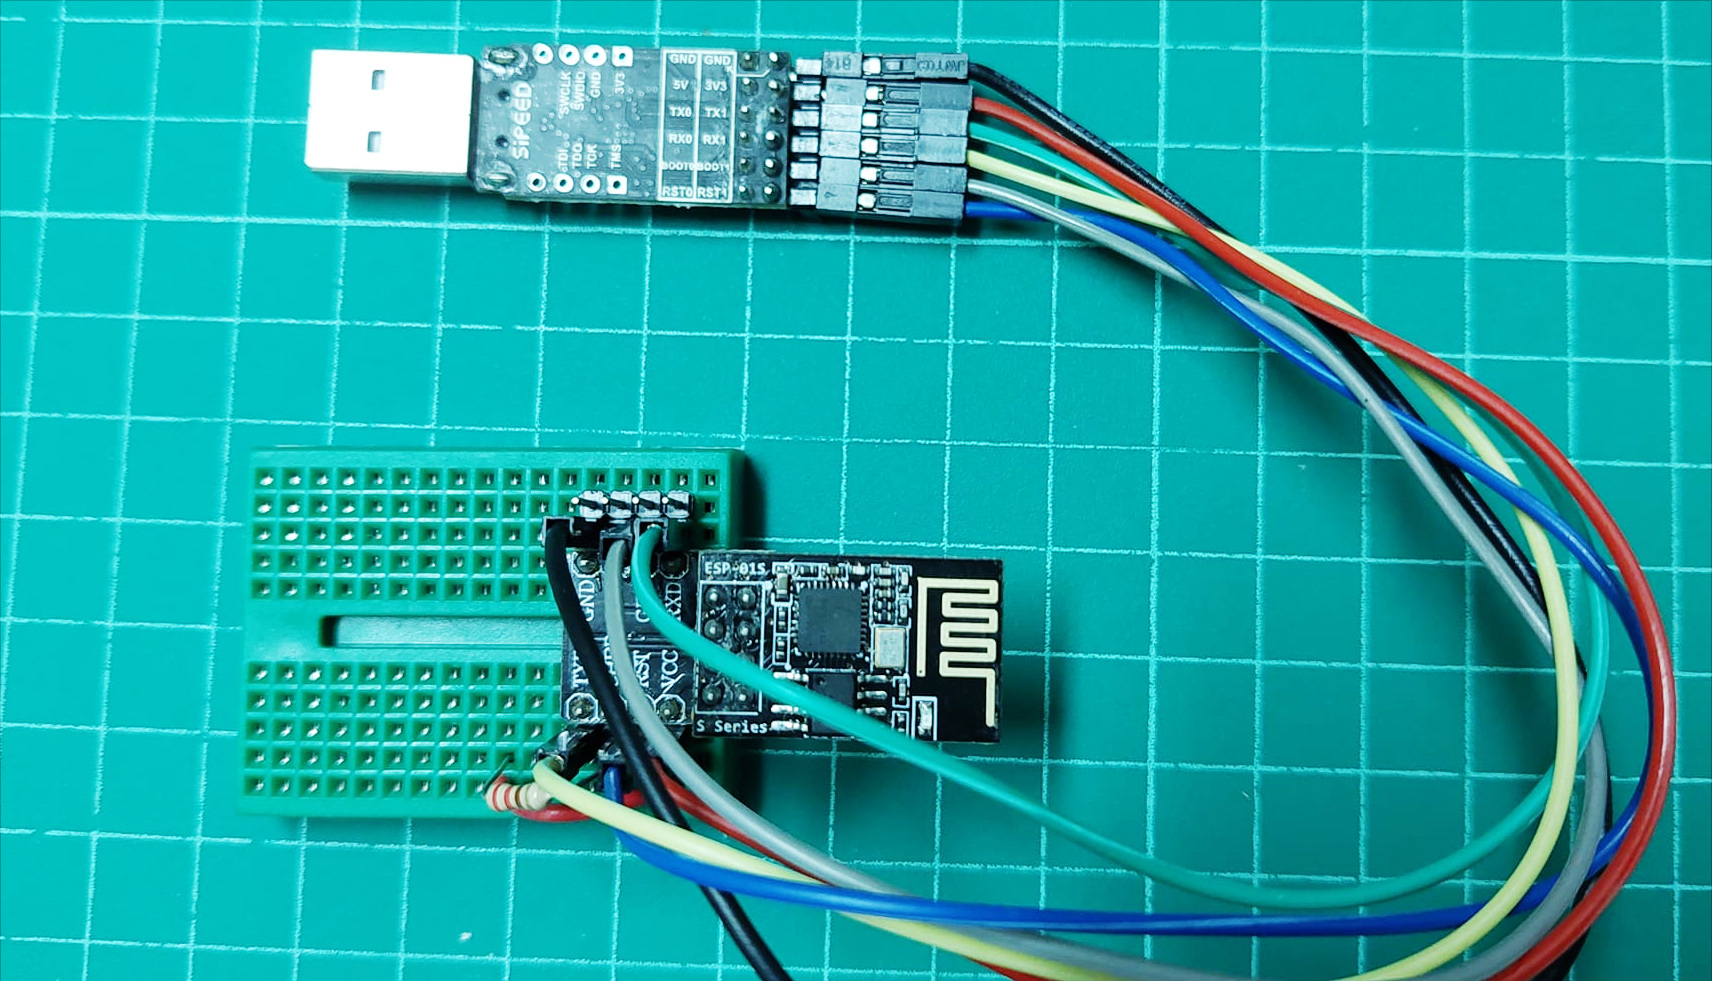 SiPEED
SWCLK
SWDIO
GND
3V3
TDI
TDO
TCK
TMS
GND GND
5V 3V3
TX0 TX1
RX0 RX1
BOOT0 BOOT1
RST0 RST1
ESP-01S
GND
RXD
RST
VCC
S Series